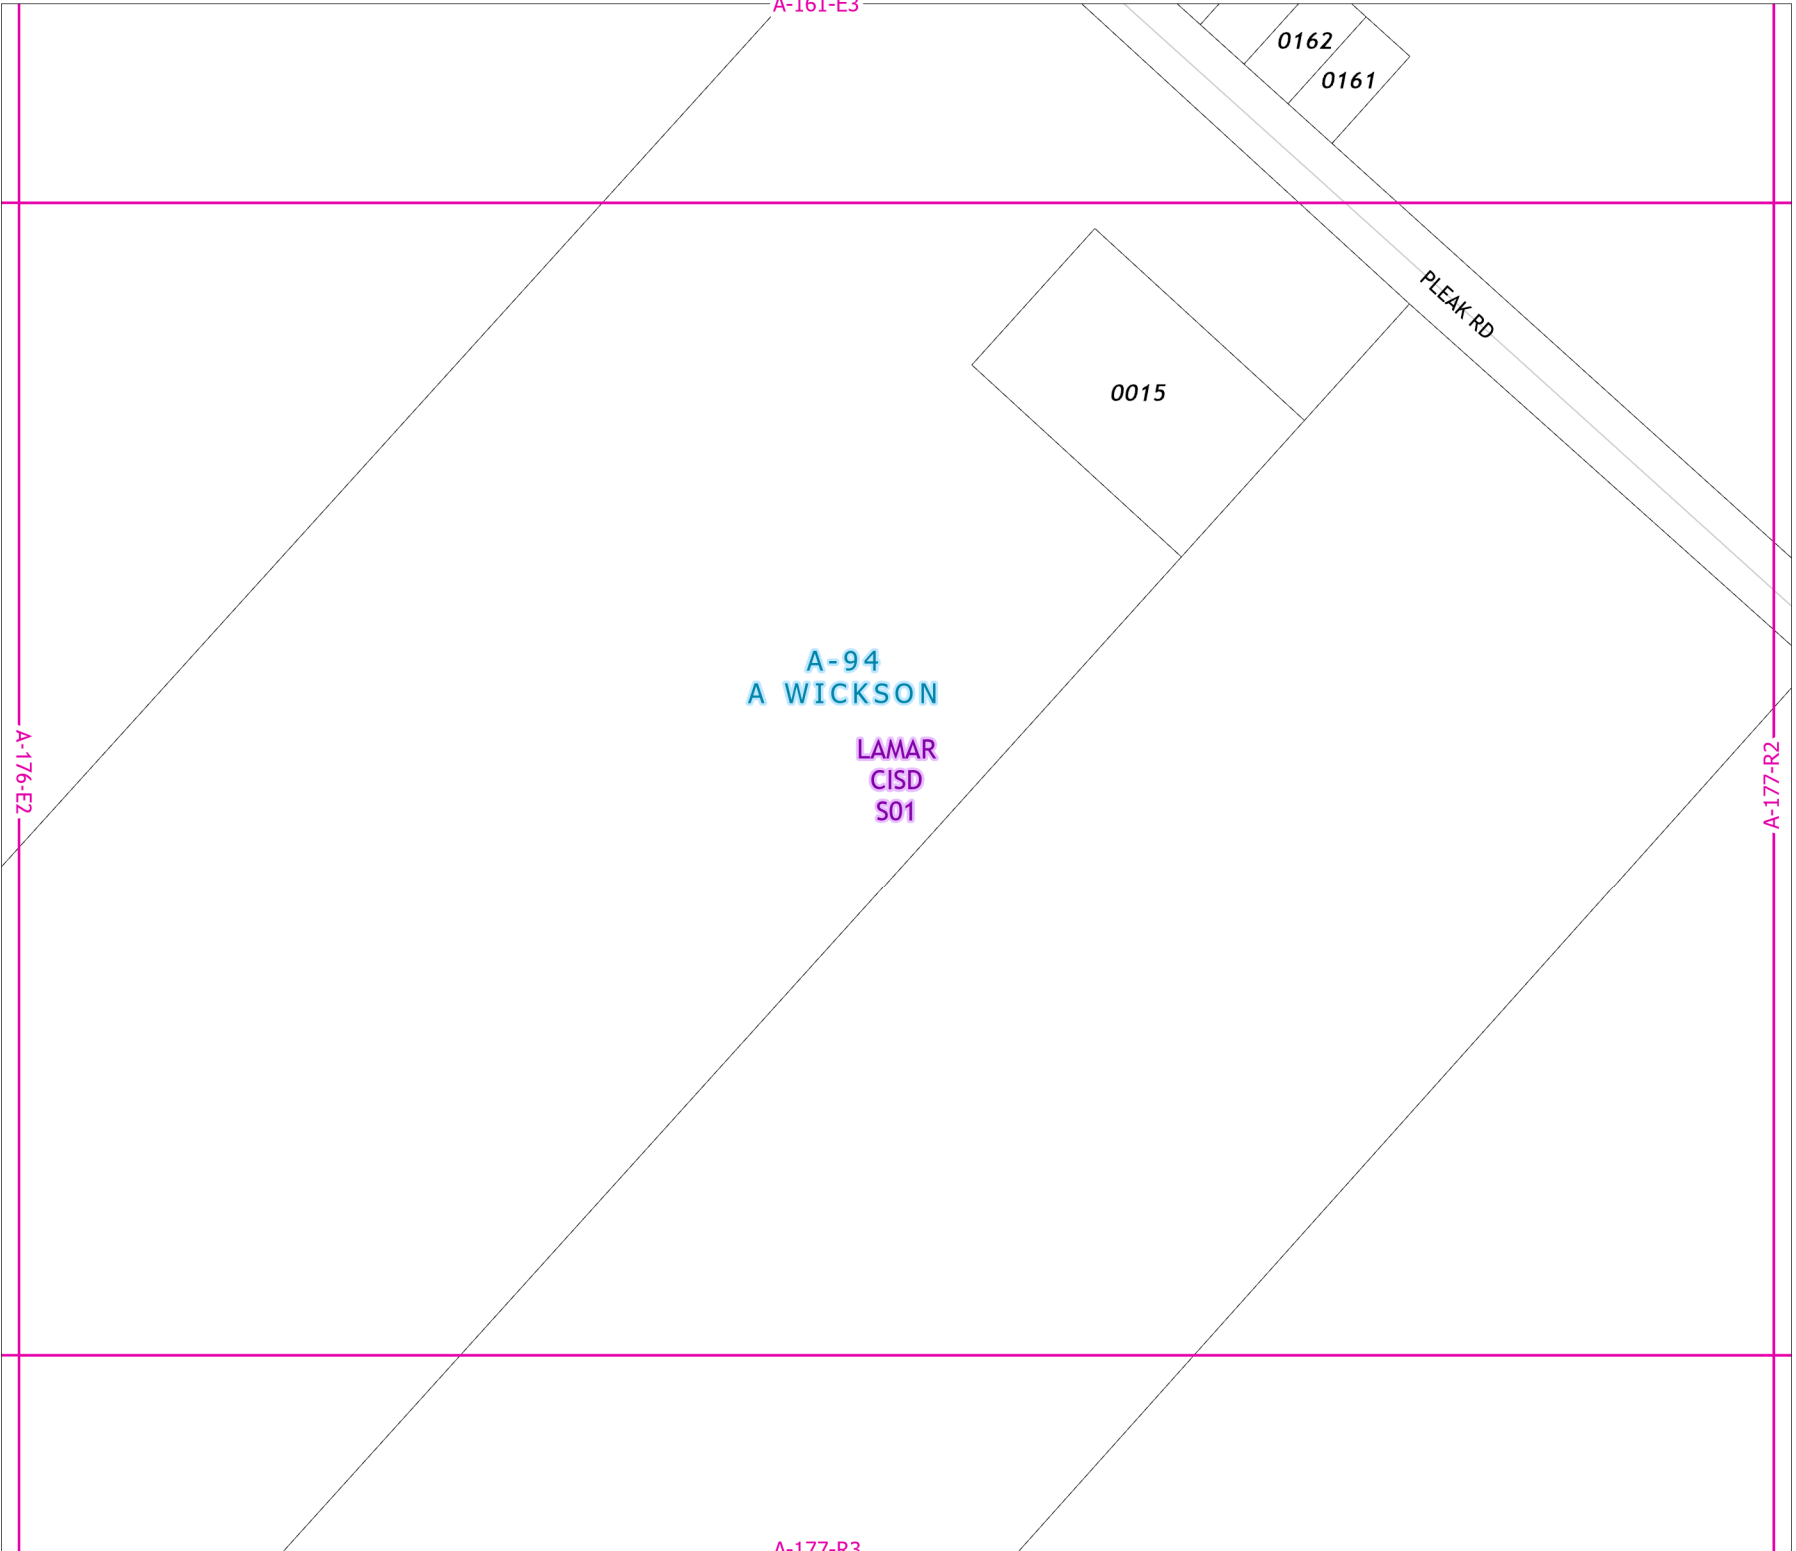 A-161-E3
0162
0161
PLEAK RD
0015
A-94
A WICKSON
LAMAR
CISD
S01
A-176-E2
A-177-R2
A-177-R3